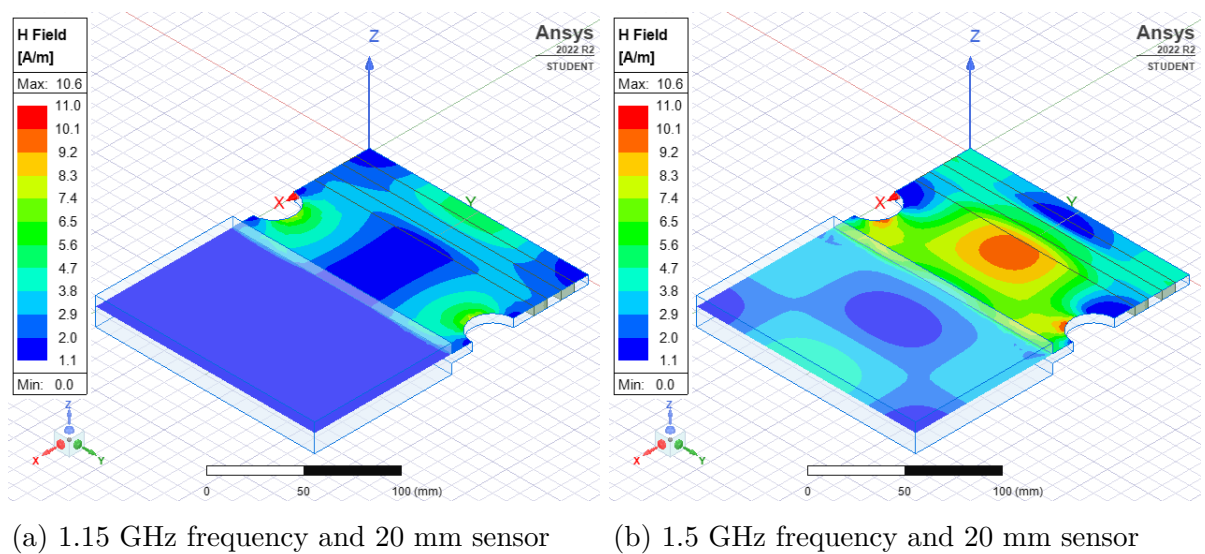 H Field
[A/m]
Max: 10.6
11.0
10.1
9.2
8.3
7.4
6.5
5.6
4.7
3.8
2.9
2.0
1.1
Min: 0.0
Z
X
Y
Ansys
2022 R2
STUDENT
Z
X
Y
0
50
100 (mm)
(a) 1.15 GHz frequency and 20 mm sensor
H Field
[A/m]
Max: 10.6
11.0
10.1
9.2
8.3
7.4
6.5
5.6
4.7
3.8
2.9
2.0
1.1
Min: 0.0
Z
X
Y
Ansys
2022 R2
STUDENT
Z
X
Y
0
50
100 (mm)
(b) 1.5 GHz frequency and 20 mm sensor